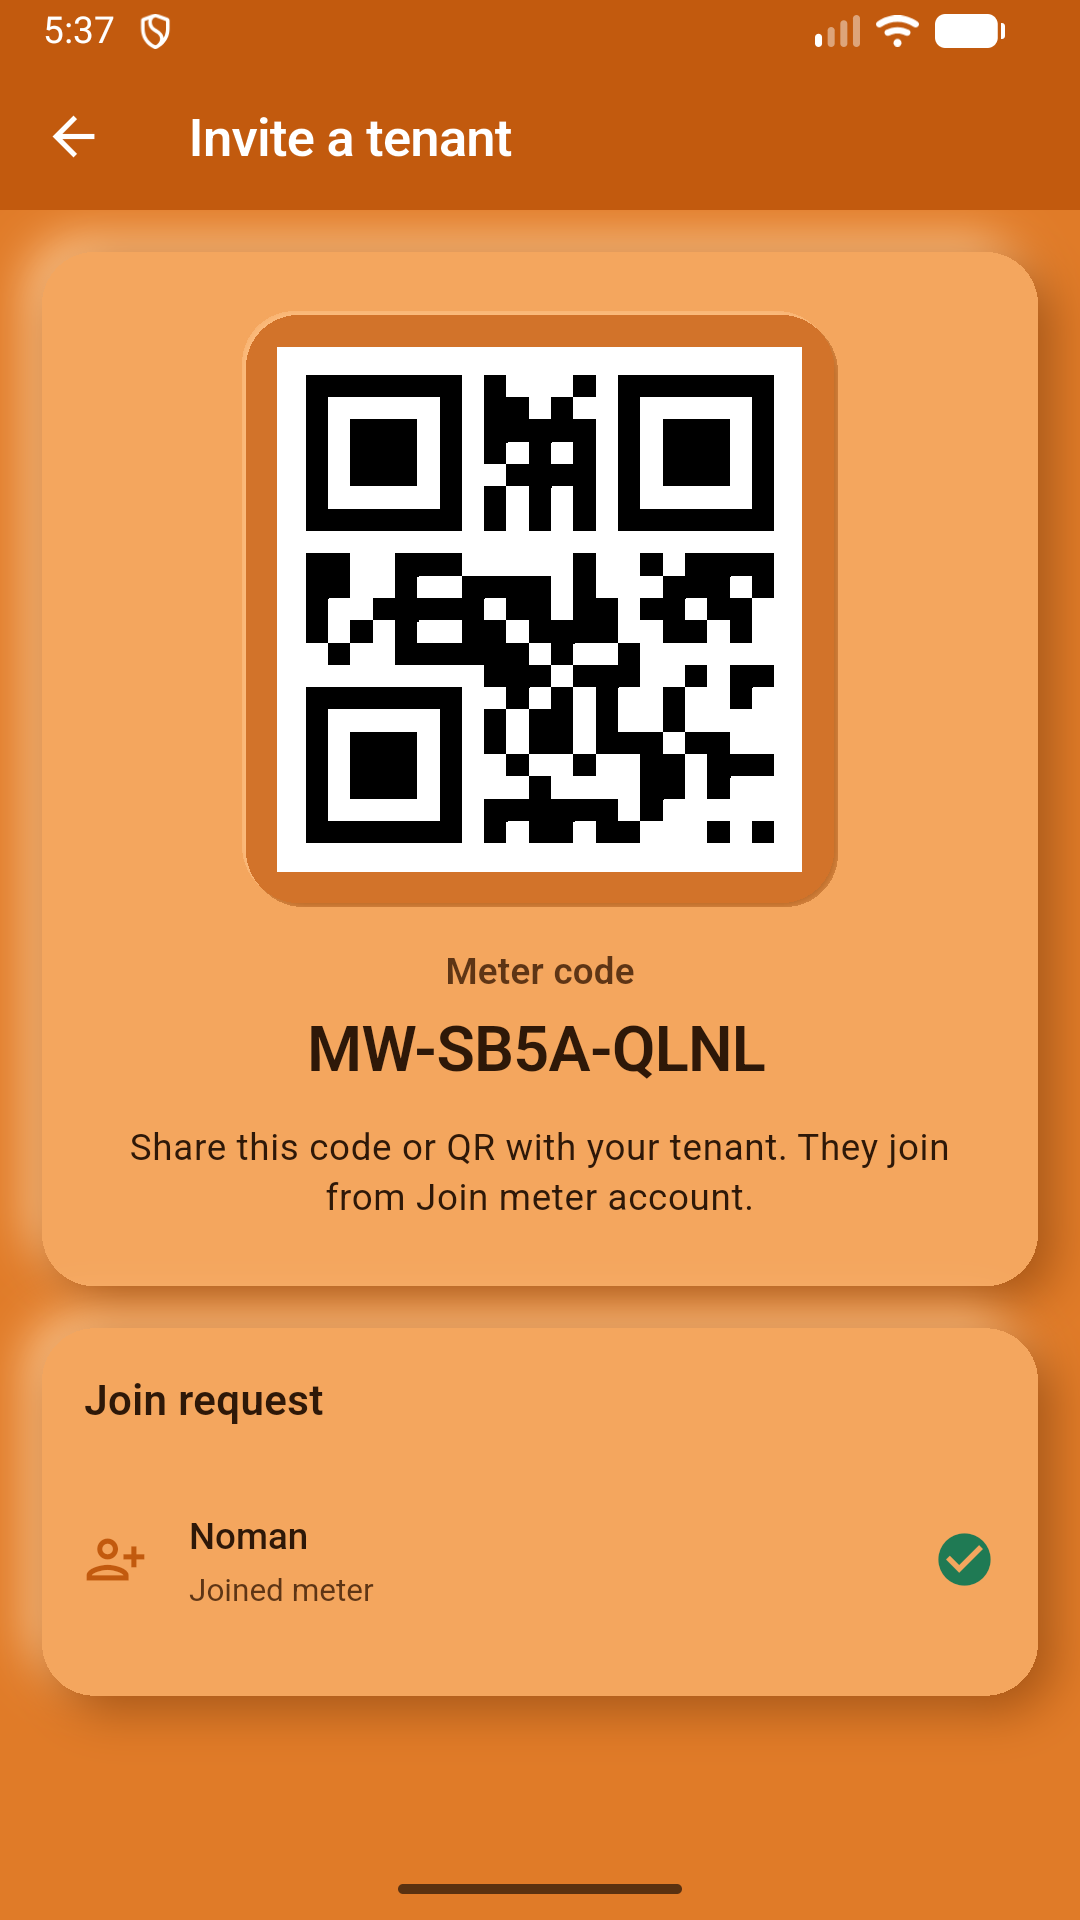 5:37
Invite a tenant
Meter code
MW-SB5A-QLNL
Share this code or QR with your tenant. They join
from Join meter account.
Join request
Noman
Joined meter